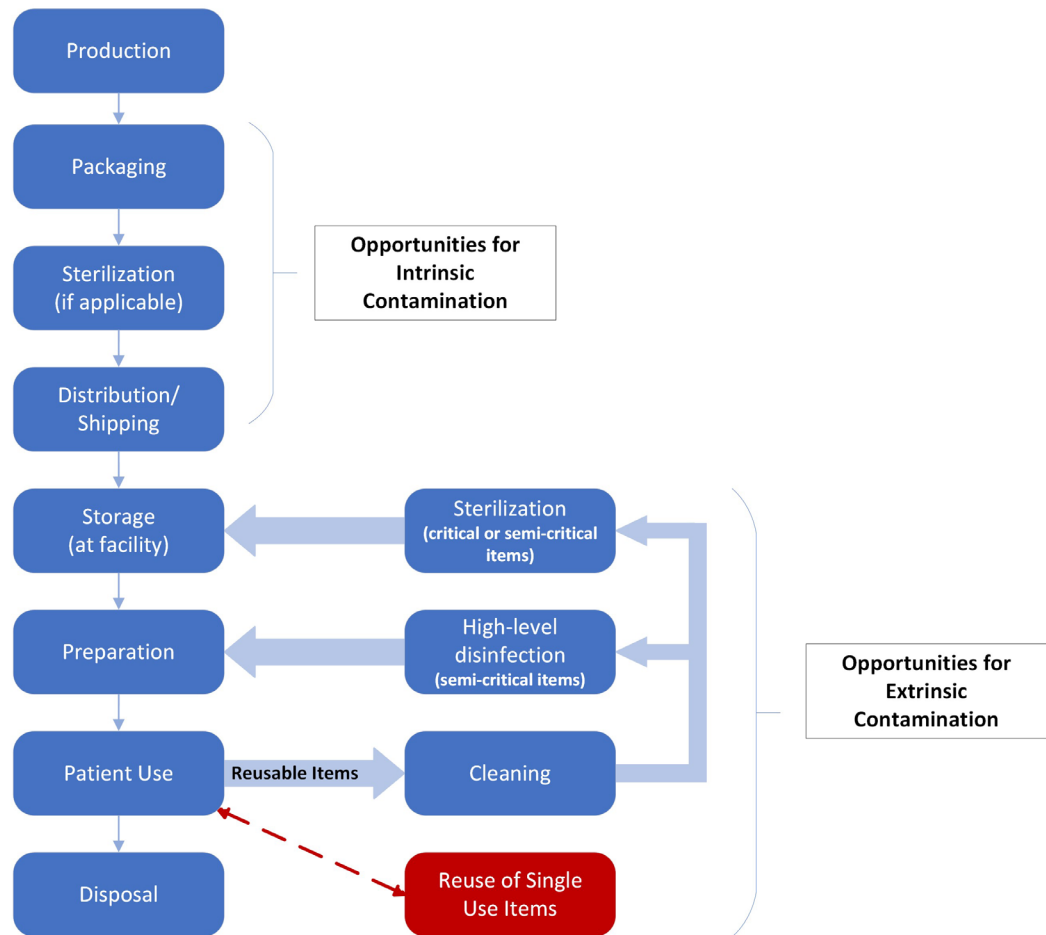 Production
Packaging
Sterilization
(if applicable)
Distribution/
Shipping
Opportunities for
Intrinsic
Contamination
Storage
(at facility)
Sterilization
(critical or semi-critical
items)
Preparation
High-level
disinfection
(semi-critical items)
Opportunities for
Extrinsic
Contamination
Patient Use
Reusable Items
Cleaning
Disposal
Reuse of Single
Use Items